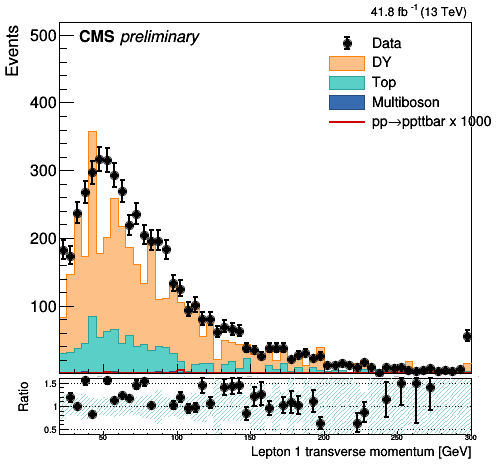 41.8 fb⁻¹ (13 TeV)
CMS preliminary
Events
500
400
300
200
100
Data
DY
Top
Multiboson
pp→ppttbar x 1000
Ratio
1.5
1
0.5
50
100
150
200
250
300
Lepton 1 transverse momentum [GeV]